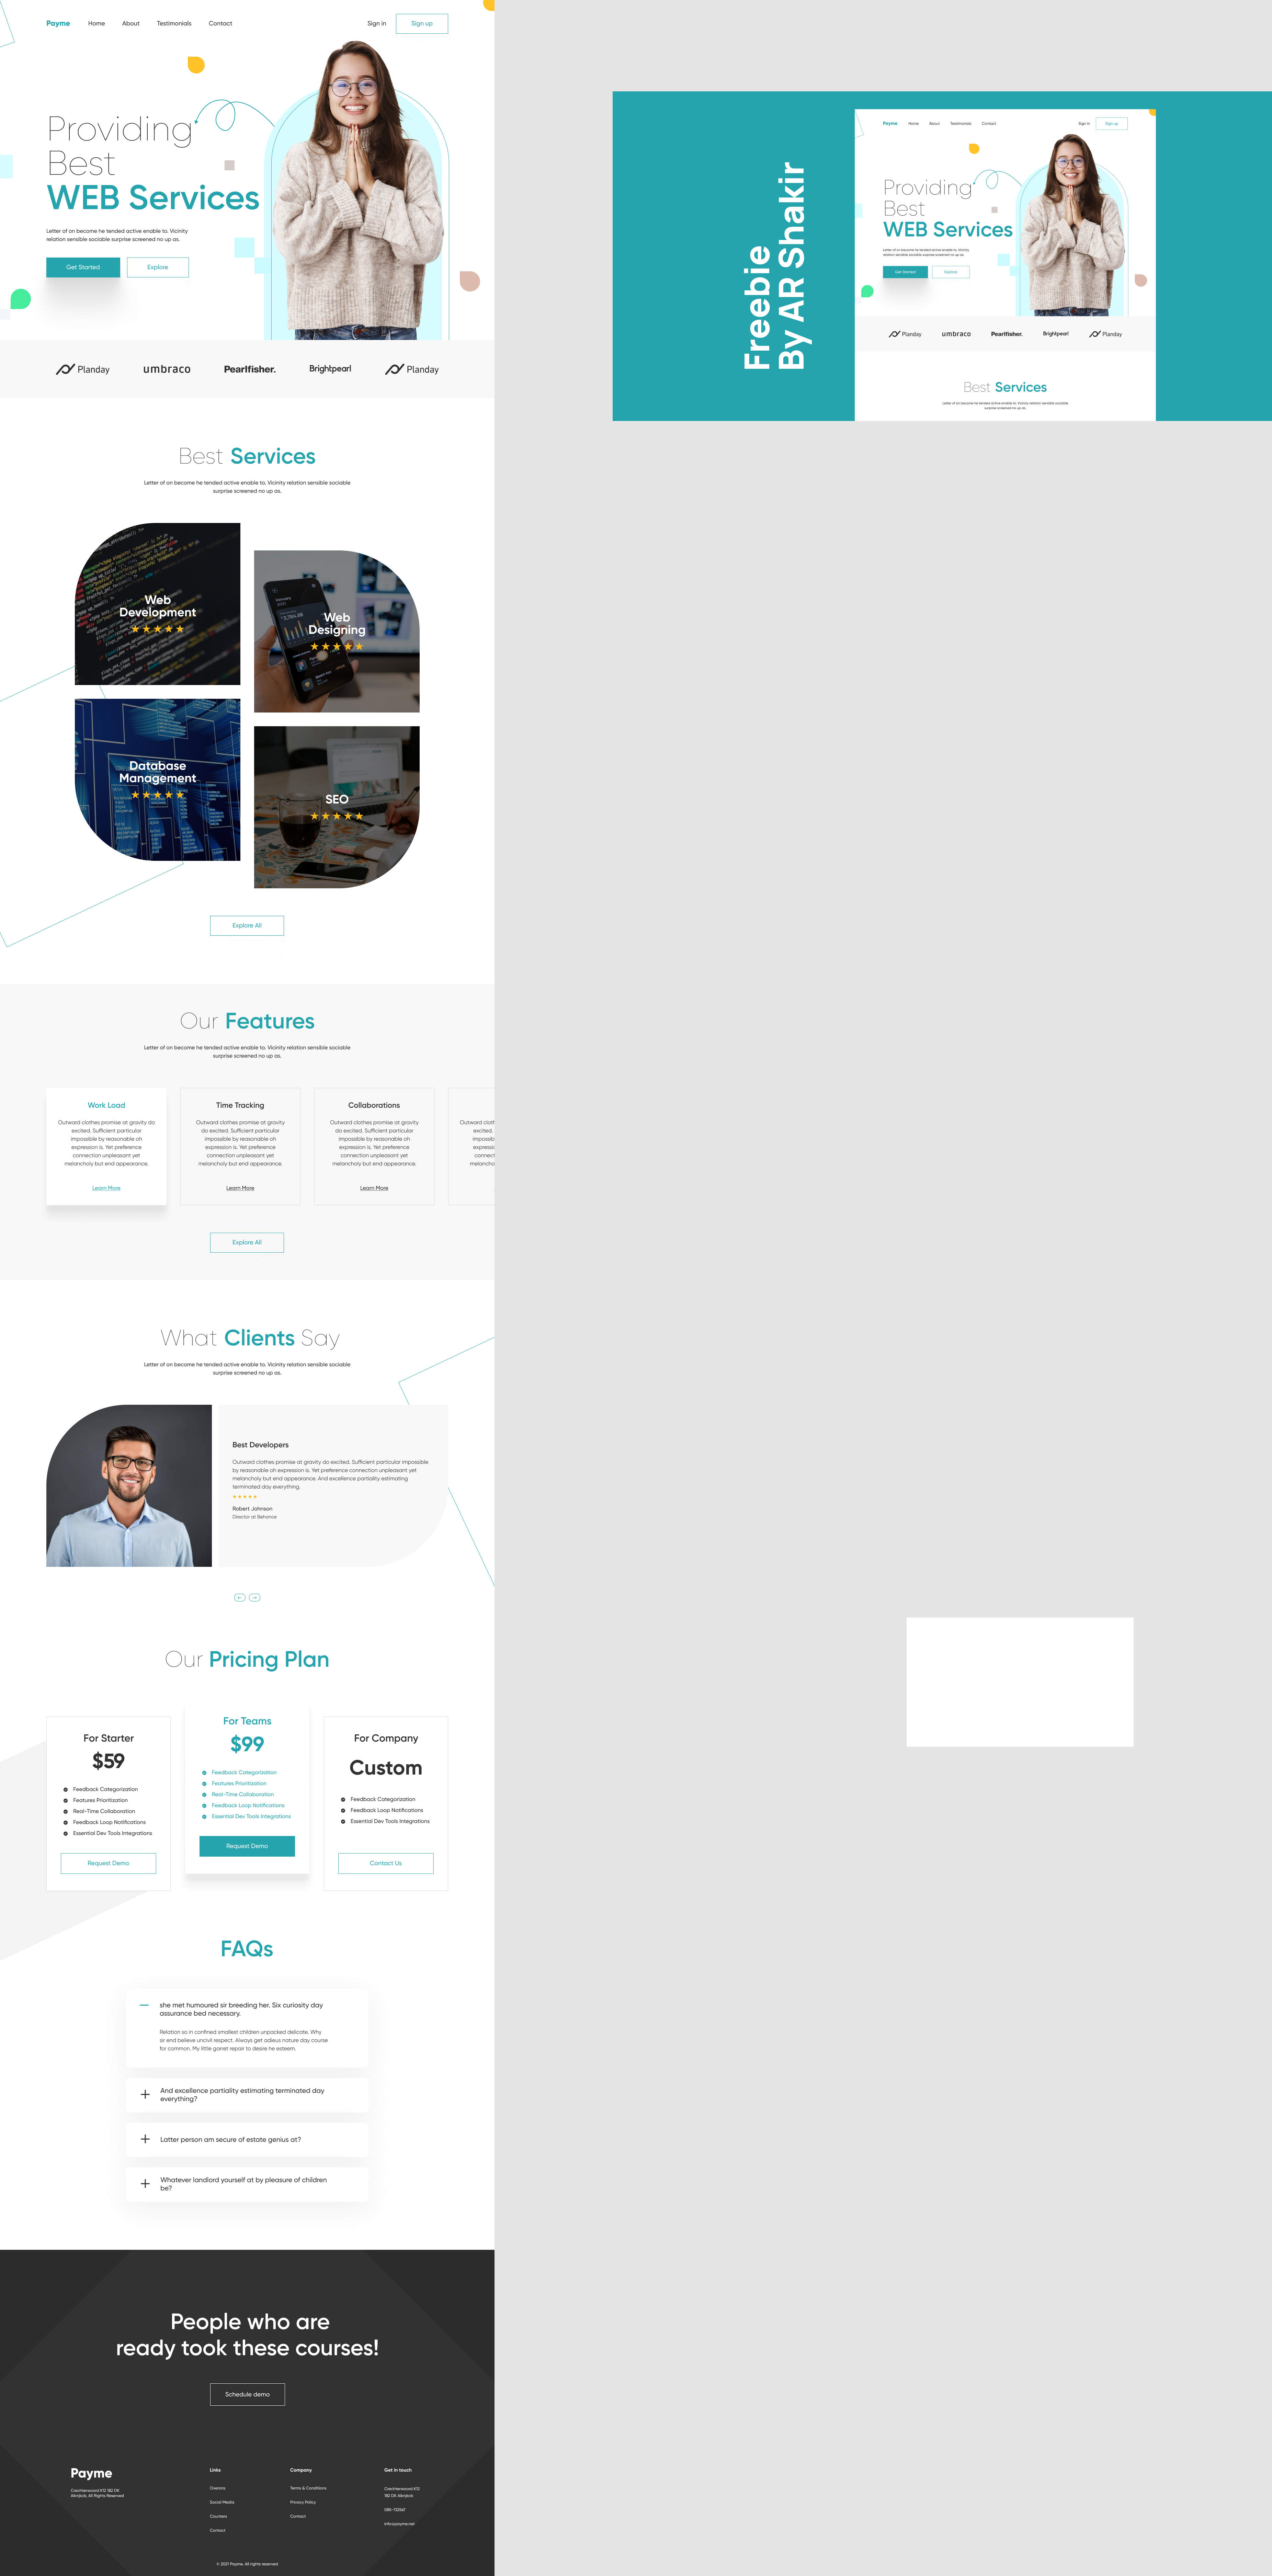 Payme
Home
About
Testimonials
Contact
Sign in
Sign up
Providing
Best
WEB Services
Letter of on become he tended active enable to. Vicinity
relation sensible sociable surprise screened no up as.
Get Started
Explore
Planday
umbraco
Pearlfisher.
Brightpearl
Planday
Best Services
Letter of on become he tended active enable to. Vicinity relation sensible sociable
surprise screened no up as.
Web
Development
Web
Designing
Database
Management
SEO
Explore All
Our Features
Letter of on become he tended active enable to. Vicinity relation sensible sociable
surprise screened no up as.
Work Load
Outward clothes promise at gravity do
excited. Sufficient particular
impossible by reasonable oh
expression is. Yet preference
connection unpleasant yet
melancholy but end appearance.
Learn More
Time Tracking
Outward clothes promise at gravity
do excited. Sufficient particular
impossible by reasonable oh
expression is. Yet preference
connection unpleasant yet
melancholy but end appearance.
Learn More
Collaborations
Outward clothes promise at gravity
do excited. Sufficient particular
impossible by reasonable oh
expression is. Yet preference
connection unpleasant yet
melancholy but end appearance.
Learn More
Explore All
What Clients Say
Letter of on become he tended active enable to. Vicinity relation sensible sociable
surprise screened no up as.
Best Developers
Outward clothes promise at gravity do excited. Sufficient particular impossible
by reasonable oh expression is. Yet preference connection unpleasant yet
melancholy but end appearance. And excellence partiality estimating
terminated day everything.
Robert Johnson
Director at Behance
Our Pricing Plan
For Starter
$59
Feedback Categorization
Features Prioritization
Real-Time Collaboration
Feedback Loop Notifications
Essential Dev Tools Integrations
Request Demo
For Teams
$99
Feedback Categorization
Features Prioritization
Real-Time Collaboration
Feedback Loop Notifications
Essential Dev Tools Integrations
Request Demo
For Company
Custom
Feedback Categorization
Feedback Loop Notifications
Essential Dev Tools Integrations
Contact Us
FAQs
she met humoured sir breeding her. Six curiosity day
assurance bed necessary.
Relation so in confined smallest children unpacked delicate. Why
sir end believe uncivil respect. Always get adieus nature day course
for common. My little garret repair to desire he esteem.
And excellence partiality estimating terminated day
everything?
Latter person am secure of estate genius at?
Whatever landlord yourself at by pleasure of children
be?
People who are
ready took these courses!
Schedule demo
Payme
Crechterwoord K12 182 DK
Alknjkcb, All Rights Reserved
Links
Overons
Social Media
Counters
Contact
Company
Terms & Conditions
Privacy Policy
Contact
Get in touch
Crechterwoord K12
182 DK Alknjkcb
085-132567
info@payme.net
© 2021 Payme. All rights reserved
Freebie
By AR Shakir
Payme
Home
About
Testimonials
Contact
Sign in
Sign up
Providing
Best
WEB Services
Letter of on become he tended active enable to. Vicinity
relation sensible sociable surprise screened no up as.
Get Started
Explore
Planday
umbraco
Pearlfisher.
Brightpearl
Planday
Best Services
Letter of on become he tended active enable to. Vicinity relation sensible sociable
surprise screened no up as.